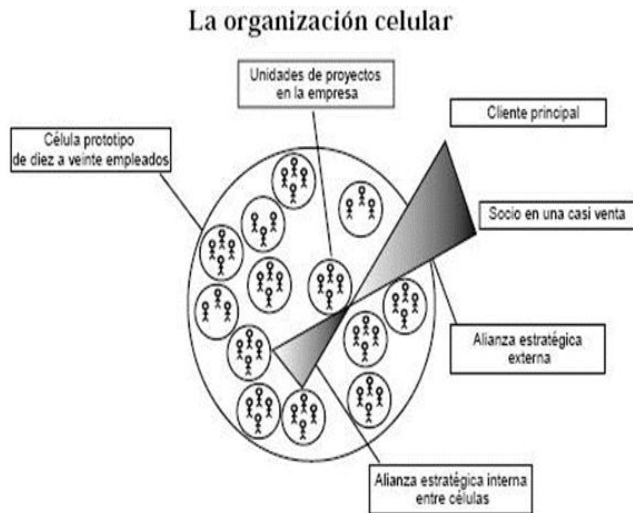 La organización celular
Unidades de proyectos
en la empresa
Cliente principal
Célula prototipo
de diez a veinte empleados
Socio en una casi venta
Alianza estratégica
externa
Alianza estratégica interna
entre células